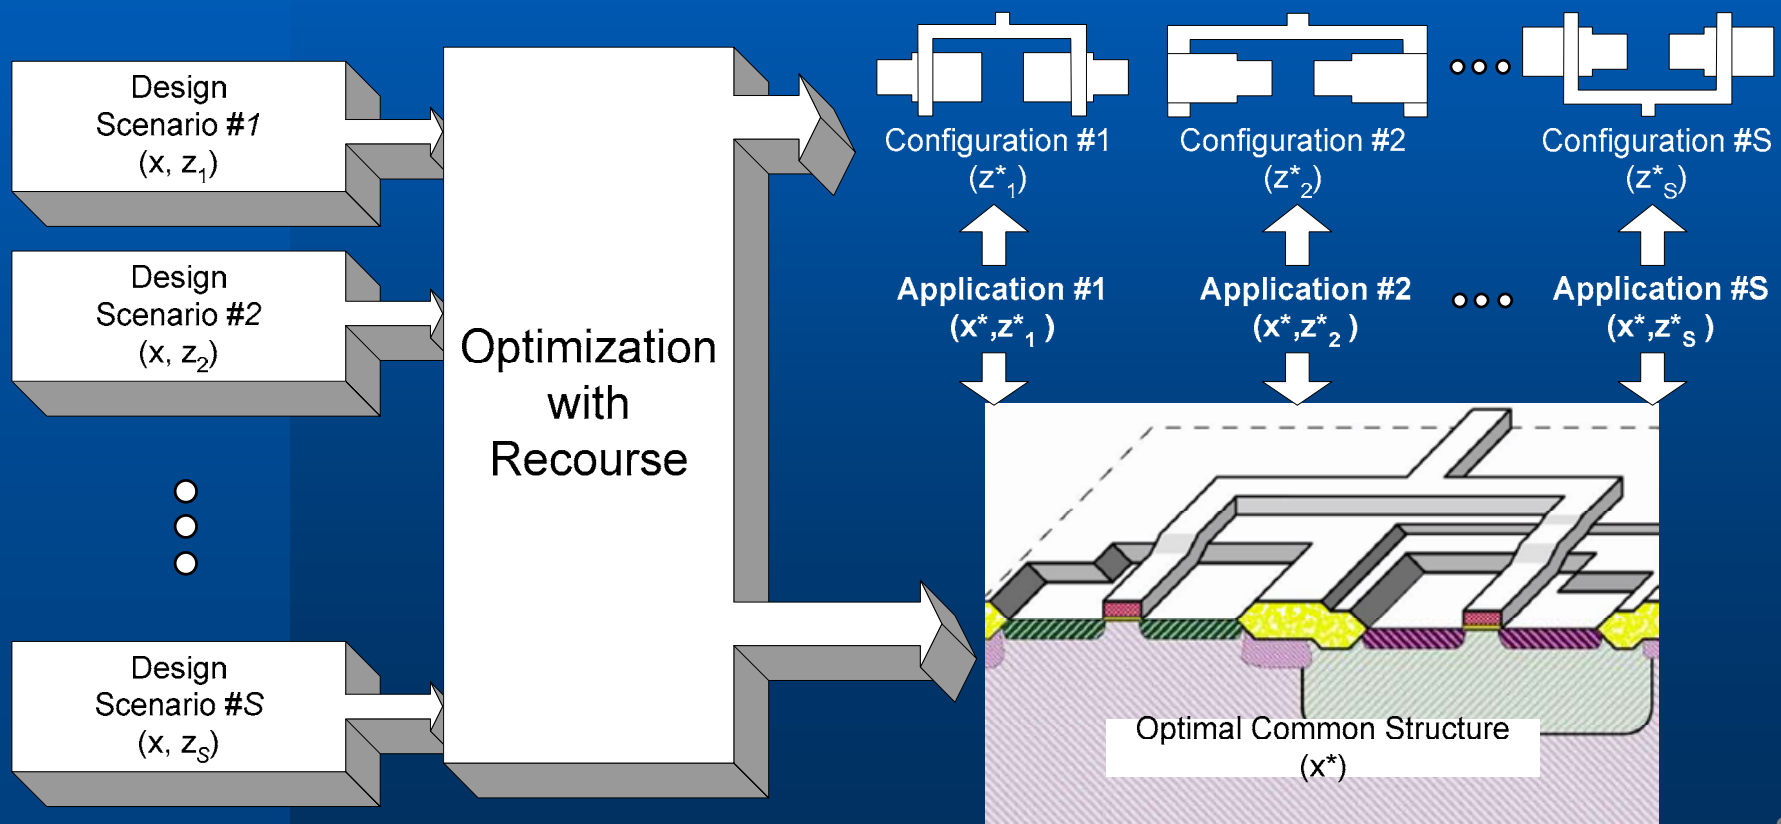 Design
Scenario #1
(x, z1)
Design
Scenario #2
(x, z2)
Design
Scenario #S
(x, zS)
Optimization
with
Recourse
Configuration #1
(z*1)
Configuration #2
(z*2)
Configuration #S
(z*S)
Application #1
(x*,z*1 )
Application #2
(x*,z*2 )
Application #S
(x*,z*S )
Optimal Common Structure
(x*)